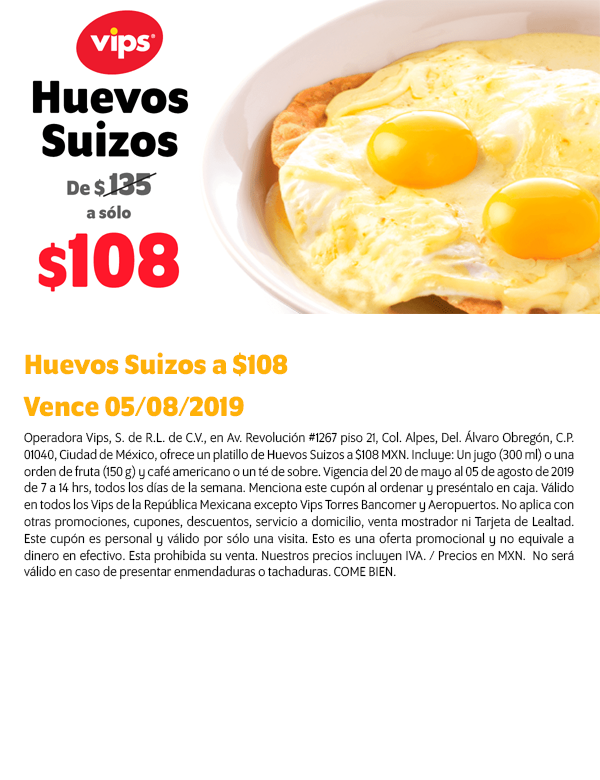 vips®
Huevos
Suizos
De $135
a sólo
$108
Huevos Suizos a $108
Vence 05/08/2019
Operadora Vips, S. de R.L. de C.V., en Av. Revolución #1267 piso 21, Col. Alpes, Del. Álvaro Obregón, C.P.
01040, Ciudad de México, ofrece un platillo de Huevos Suizos a $108 MXN. Incluye: Un jugo (300 ml) o una
orden de fruta (150 g) y café americano o un té de sobre. Vigencia del 20 de mayo al 05 de agosto de 2019
de 7 a 14 hrs, todos los días de la semana. Menciona este cupón al ordenar y preséntalo en caja. Válido
en todos los Vips de la República Mexicana excepto Vips Torres Bancomer y Aeropuertos. No aplica con
otras promociones, cupones, descuentos, servicio a domicilio, venta mostrador ni Tarjeta de Lealtad.
Este cupón es personal y válido por sólo una visita. Esto es una oferta promocional y no equivale a
dinero en efectivo. Esta prohibida su venta. Nuestros precios incluyen IVA. / Precios en MXN. No será
válido en caso de presentar enmendaduras o tachaduras. COME BIEN.